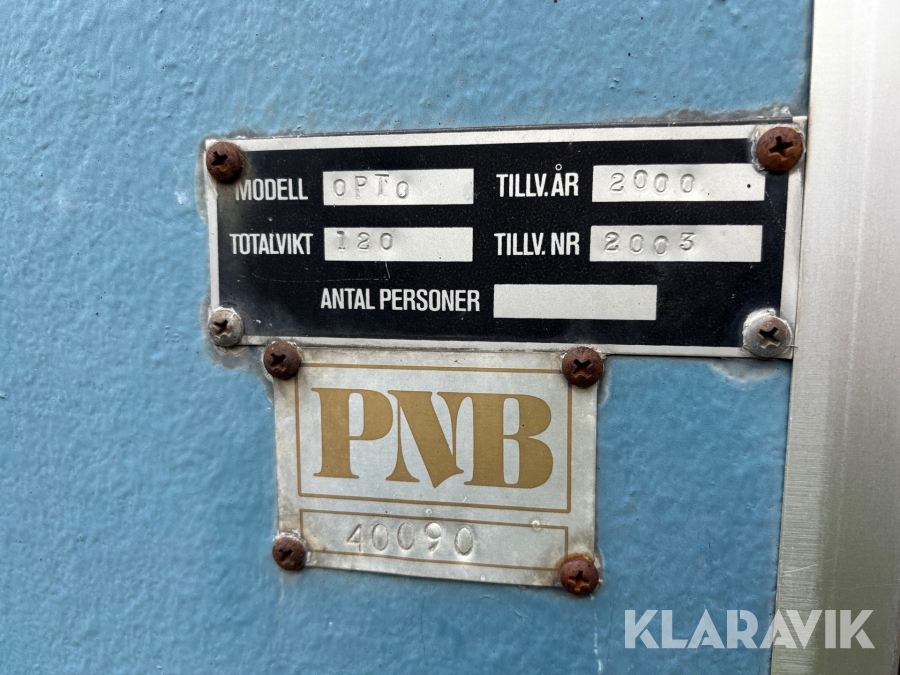 MODELL OPTO TILLV. ÅR 2000
TOTALVIKT 120 TILLV. NR 2003
ANTAL PERSONER
PNB
40090
KLARAVIK